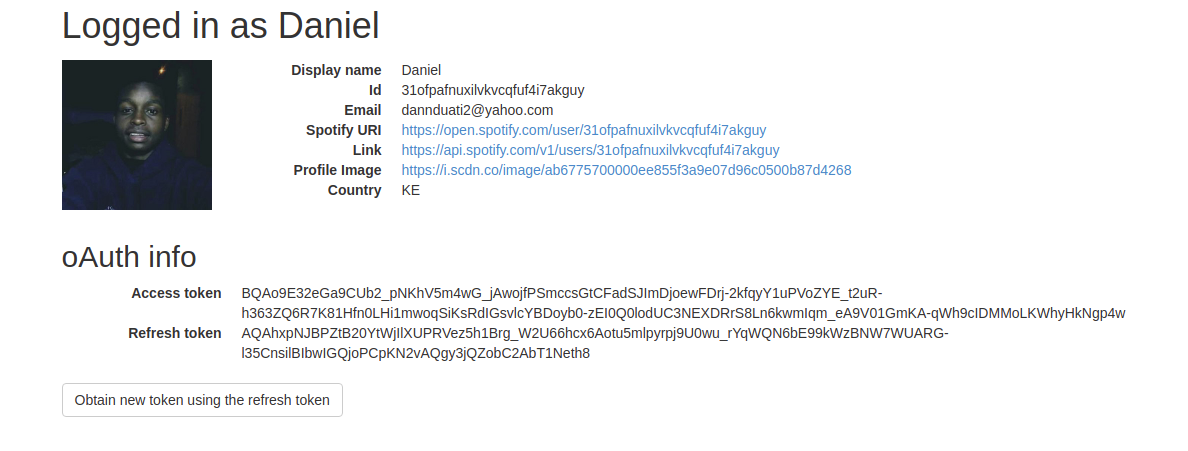 Logged in as Daniel
Display name Daniel
Id 31ofpafnuxilvkvcqfuf4i7akguy
Email dannduati2@yahoo.com
Spotify URI https://open.spotify.com/user/31ofpafnuxilvkvcqfuf4i7akguy
Link https://api.spotify.com/v1/users/31ofpafnuxilvkvcqfuf4i7akguy
Profile Image https://i.scdn.co/image/ab6775700000ee855f3a9e07d96c0500b87d4268
Country KE
oAuth info
Access token BQAo9E32eGa9CUb2_pNKhV5m4wG_jAwojfPSmccsGtCFadSJImDjoewFDrj-2kfqyY1uPVoZYE_t2uR-
h363ZQ6R7K81Hfn0LHi1mwoqSiKsRdIGsvlcYBDoyb0-zEI0Q0lodUC3NEXDRrS8Ln6kwmIqm_eA9V01GmKA-qWh9cIDMMoLKWhyHkNgp4w
Refresh token AQAhxpNJBPZtB20YtWjIlXUPRVez5h1Brg_W2U66hcx6Aotu5mlpyrpj9U0wu_rYqWQN6bE99kWzBNW7WUARG-
l35CnsilBIbwIGQjoPCpKN2vAQgy3jQZobC2AbT1Neth8
Obtain new token using the refresh token